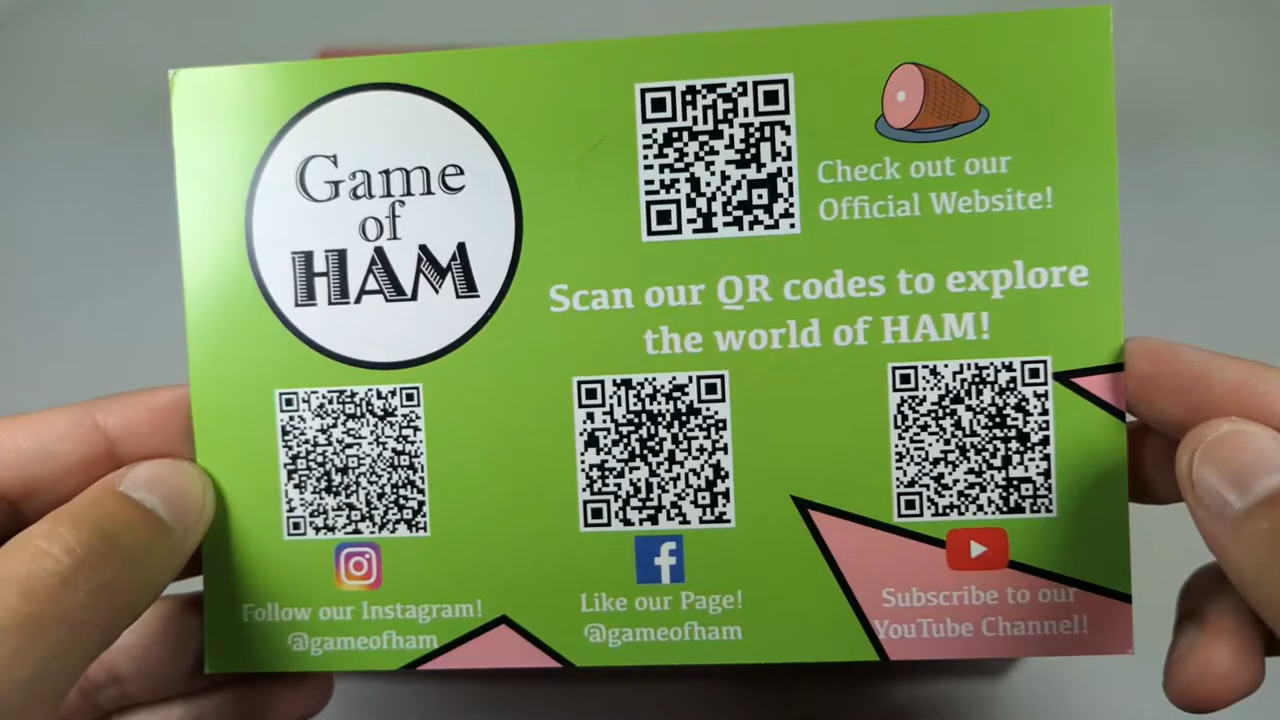 Game
of
HAM
Check out our
Official Website!
Scan our QR codes to explore
the world of HAM!
Follow our Instagram!
@gameofham
Like our Page!
@gameofham
Subscribe to our
YouTube Channel!